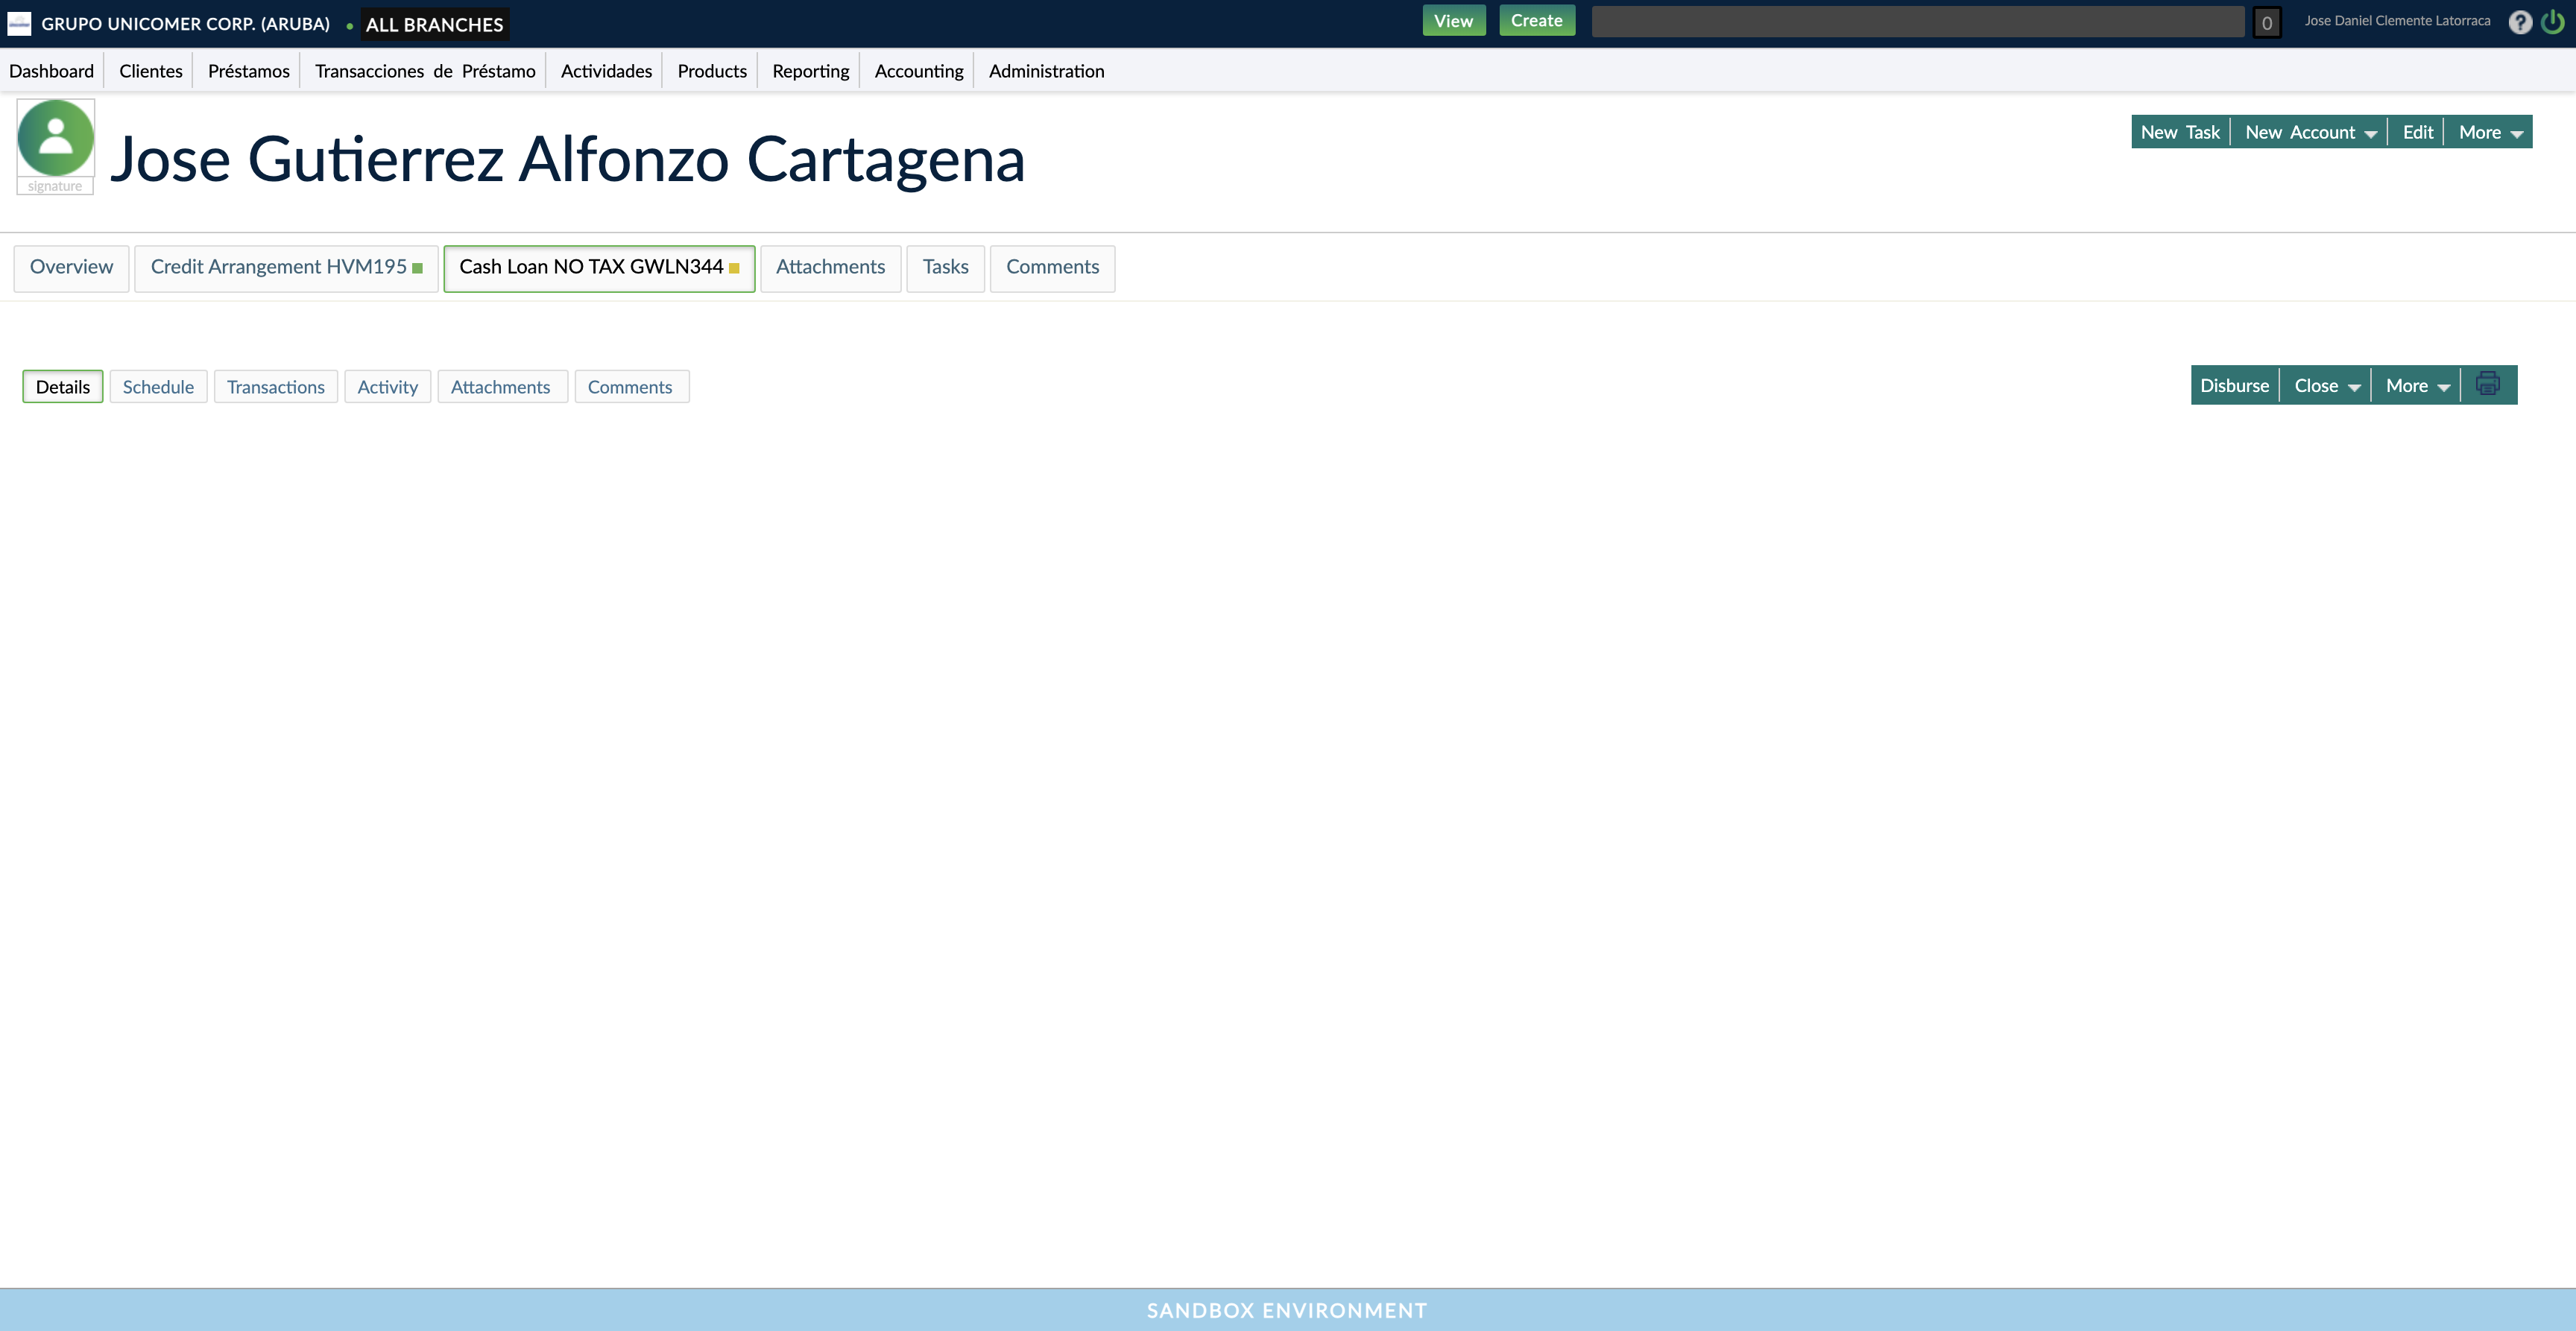 GRUPO UNICOMER CORP. (ARUBA) • ALL BRANCHES View Create 0 Jose Daniel Clemente Latorraca ?
Dashboard Clientes Préstamos Transacciones de Préstamo Actividades Products Reporting Accounting Administration
New Task New Account Edit More
Jose Gutierrez Alfonzo Cartagena
signature
Overview Credit Arrangement HVM195 Cash Loan NO TAX GWLN344 Attachments Tasks Comments
Details Schedule Transactions Activity Attachments Comments Disburse Close More
SANDBOX ENVIRONMENT